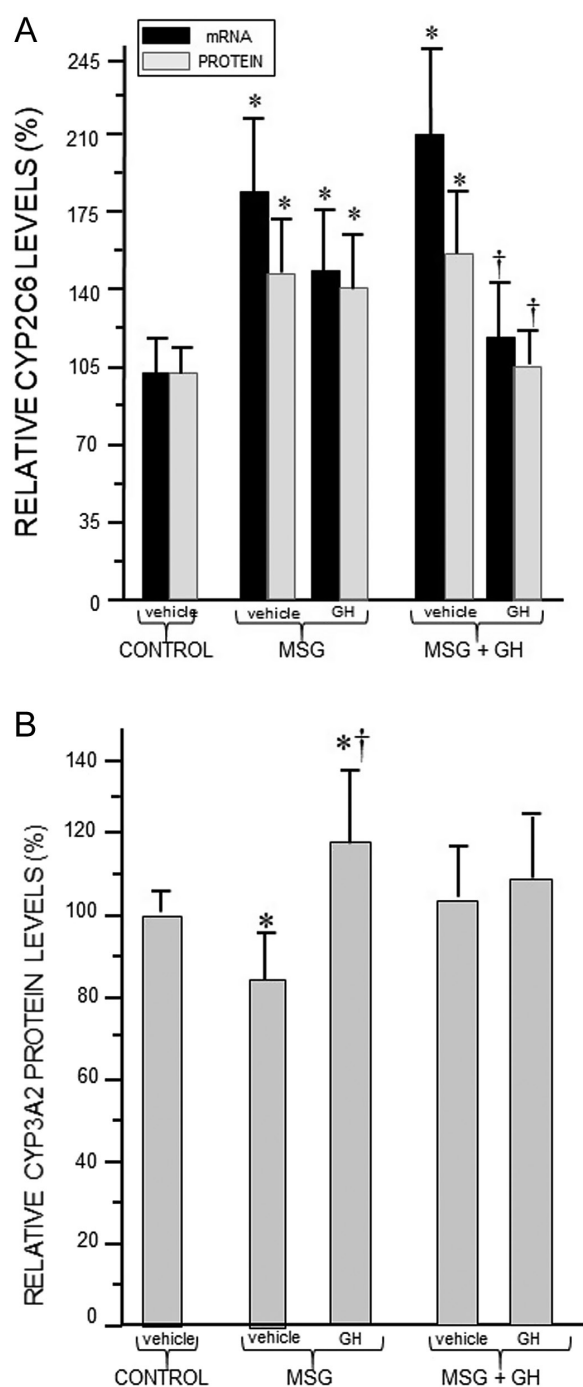 A
mRNA
PROTEIN
RELATIVE CYP2C6 LEVELS (%)
245
210
175
140
105
70
35
0
* * * * * * † †
vehicle vehicle GH vehicle GH
CONTROL MSG MSG + GH
B
RELATIVE CYP3A2 PROTEIN LEVELS (%)
140
120
100
80
60
40
20
0
* *†
vehicle vehicle GH vehicle GH
CONTROL MSG MSG + GH